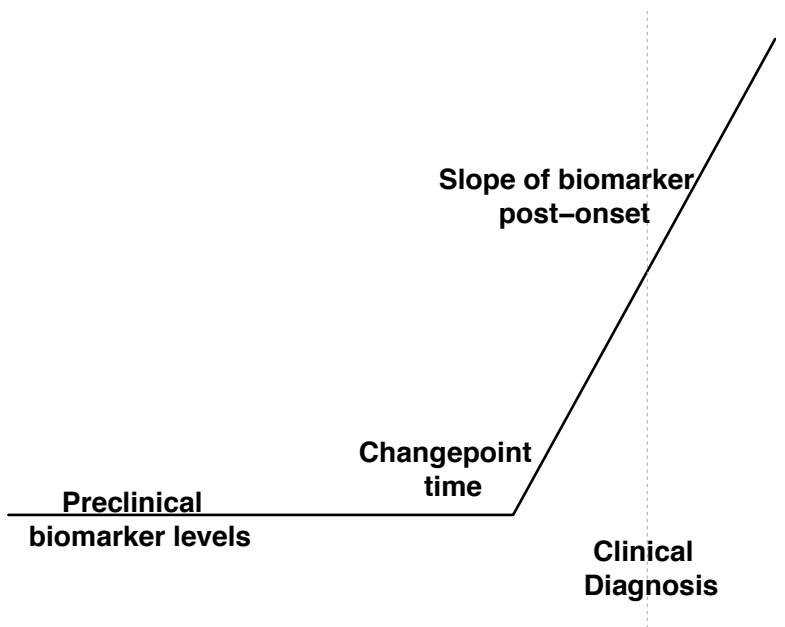 Slope of biomarker
post−onset
Changepoint
time
Preclinical
biomarker levels
Clinical
Diagnosis